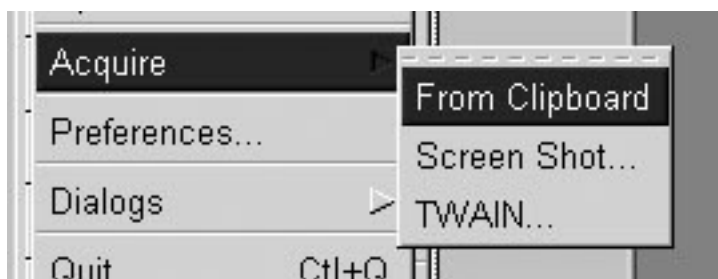 Acquire
From Clipboard
Preferences...
Screen Shot...
Dialogs
TWAIN...
Quit Ctl+Q